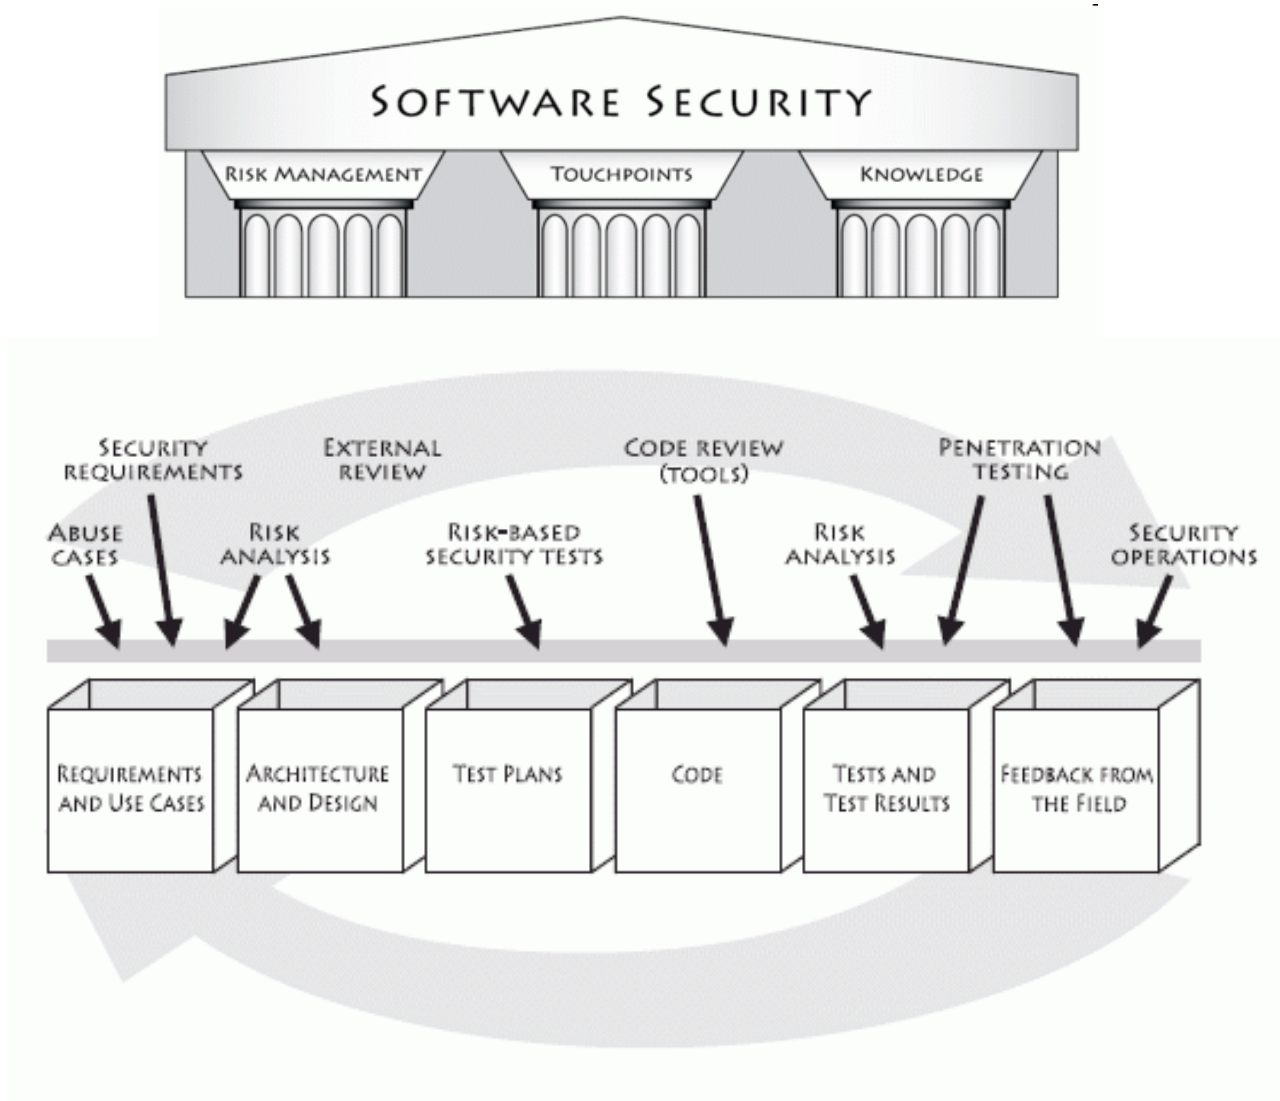 SOFTWARE SECURITY
RISK MANAGEMENT
TOUCHPOINTS
KNOWLEDGE
SECURITY
REQUIREMENTS
EXTERNAL
REVIEW
CODE REVIEW
(TOOLS)
PENETRATION
TESTING
ABUSE
CASES
RISK
ANALYSIS
RISK-BASED
SECURITY TESTS
RISK
ANALYSIS
SECURITY
OPERATIONS
REQUIREMENTS
AND USE CASES
ARCHITECTURE
AND DESIGN
TEST PLANS
CODE
TESTS AND
TEST RESULTS
FEEDBACK FROM
THE FIELD